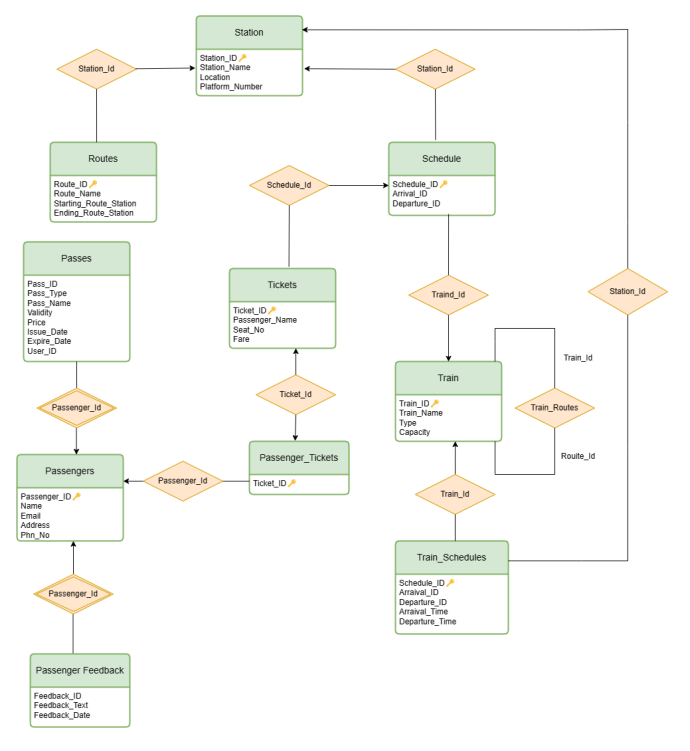 Station
Station_ID🔑
Station_Name
Location
Platform_Number
Station_Id
Station_Id
Routes
Route_ID🔑
Route_Name
Starting_Route_Station
Ending_Route_Station
Schedule
Schedule_ID🔑
Arrival_ID
Departure_ID
Schedule_Id
Passes
Pass_ID
Pass_Type
Pass_Name
Validity
Price
Issue_Date
Expire_Date
User_ID
Tickets
Ticket_ID🔑
Passenger_Name
Seat_No
Fare
Traind_Id
Station_Id
Train
Train_ID🔑
Train_Name
Type
Capacity
Train_Id
Train_Routes
Route_Id
Passenger_Id
Ticket_Id
Passengers
Passenger_ID🔑
Name
Email
Address
Phn_No
Passenger_Id
Passenger_Tickets
Ticket_ID🔑
Train_Id
Train_Schedules
Schedule_ID🔑
Arraival_ID
Departure_ID
Arraival_Time
Departure_Time
Passenger_Id
Passenger Feedback
Feedback_ID
Feedback_Text
Feedback_Date